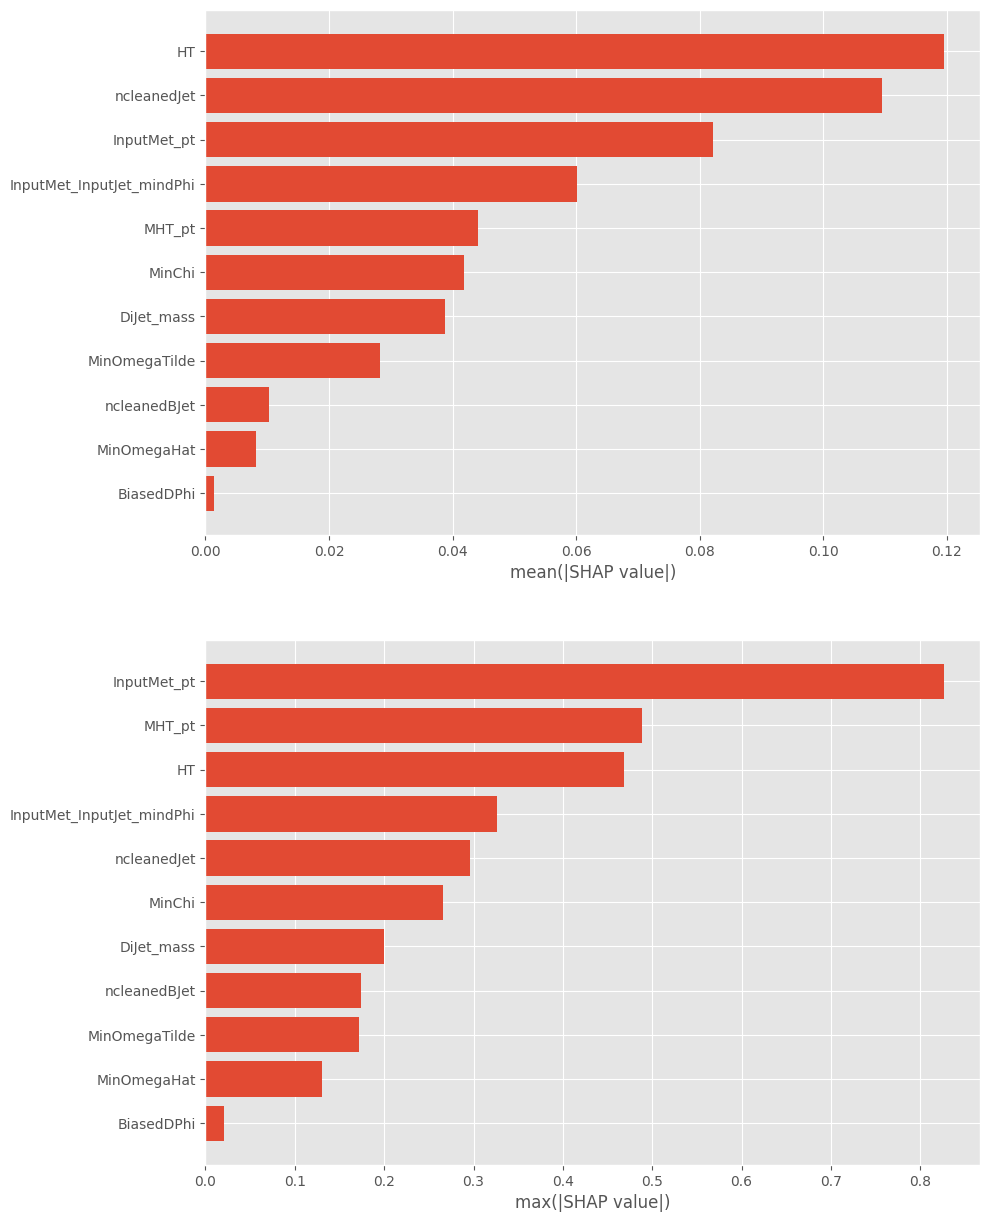 HT
ncleanedJet
InputMet_pt
InputMet_InputJet_mindPhi
MHT_pt
MinChi
DiJet_mass
MinOmegaTilde
ncleanedBJet
MinOmegaHat
BiasedDPhi
0.00 0.02 0.04 0.06 0.08 0.10 0.12
mean(|SHAP value|)
InputMet_pt
MHT_pt
HT
InputMet_InputJet_mindPhi
ncleanedJet
MinChi
DiJet_mass
ncleanedBJet
MinOmegaTilde
MinOmegaHat
BiasedDPhi
0.0 0.1 0.2 0.3 0.4 0.5 0.6 0.7 0.8
max(|SHAP value|)